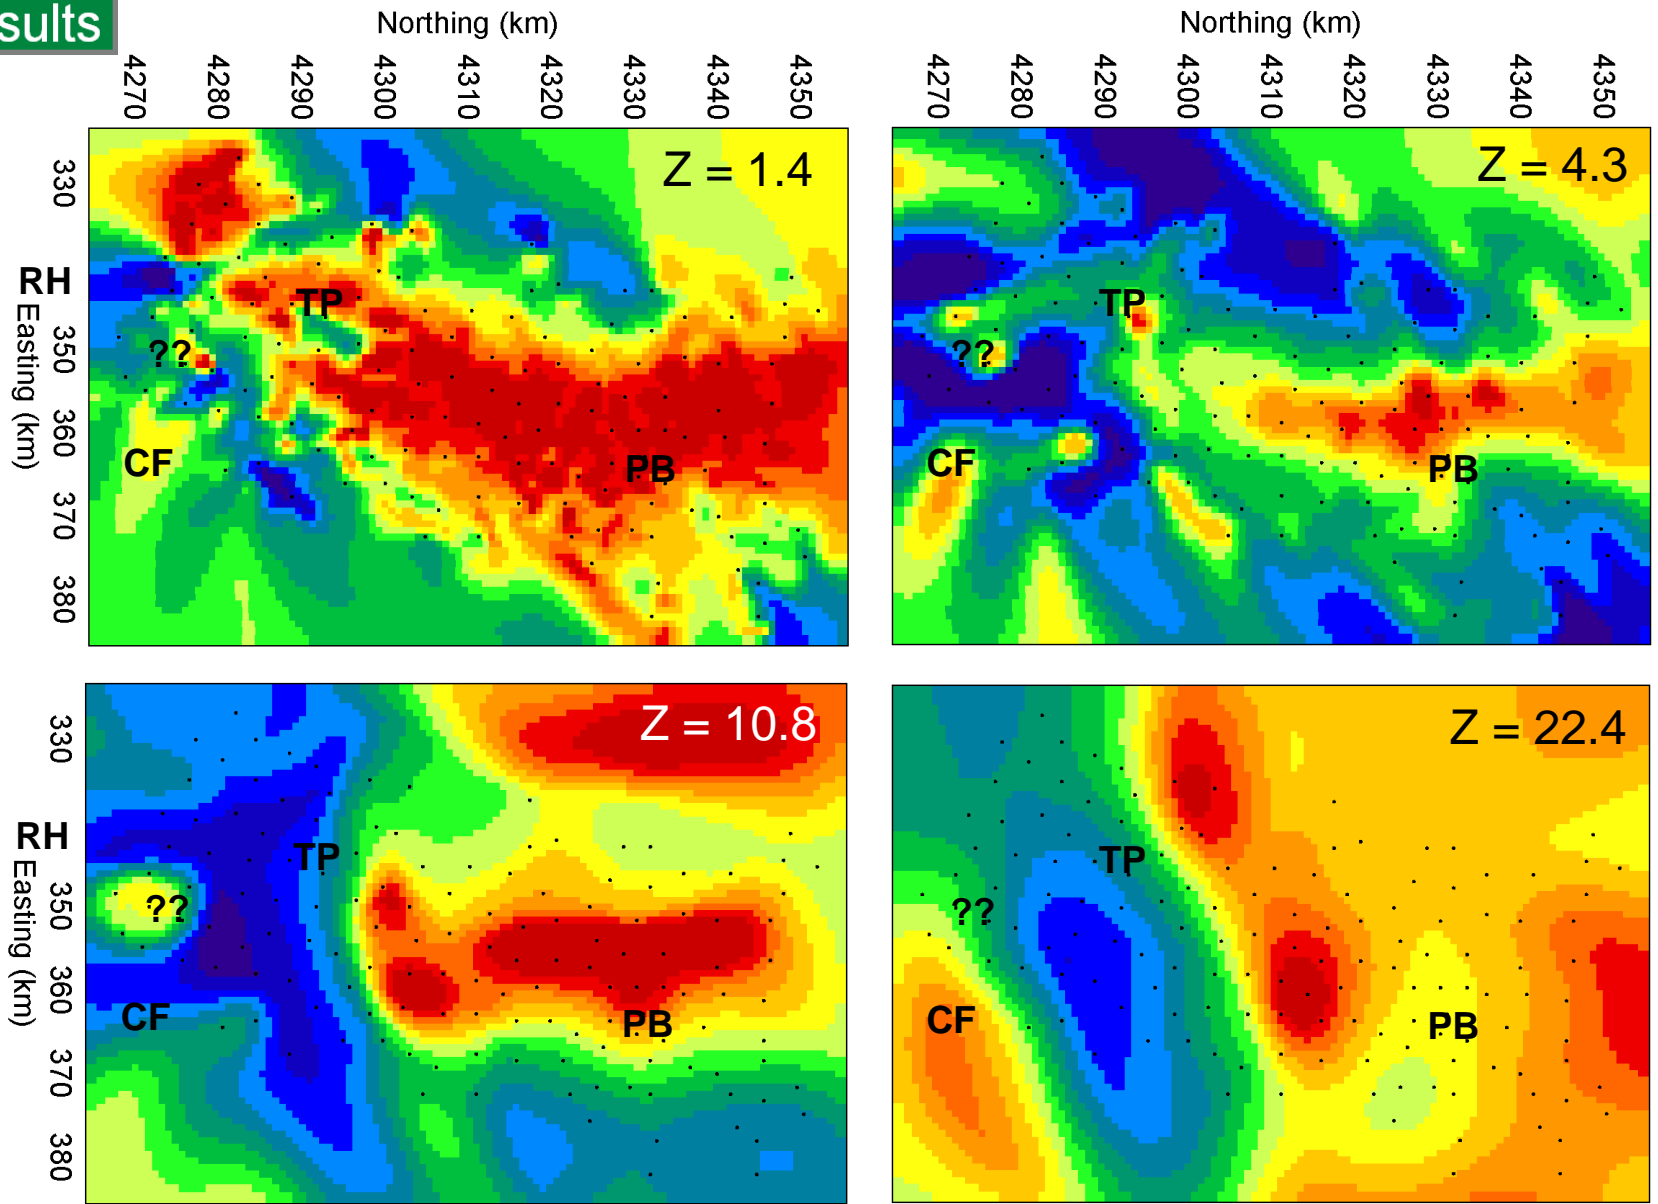 sults
Northing (km)
Northing (km)
4270 4280 4290 4300 4310 4320 4330 4340 4350
4270 4280 4290 4300 4310 4320 4330 4340 4350
Z = 1.4
Z = 4.3
330
RH
TP
TP
Easting (km)
350
??
??
360
CF
PB
CF
PB
370
380
Z = 10.8
Z = 22.4
330
RH
TP
TP
Easting (km)
350
??
??
360
CF
PB
CF
PB
370
380